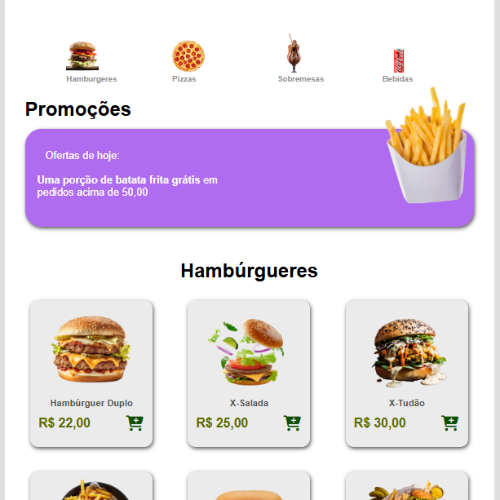 Hamburgeres Pizzas Sobremesas Bebidas
Promoções
Ofertas de hoje:
Uma porção de batata frita grátis em
pedidos acima de 50,00
Hambúrgueres
Hambúrguer Duplo X-Salada X-Tudão
R$ 22,00 R$ 25,00 R$ 30,00